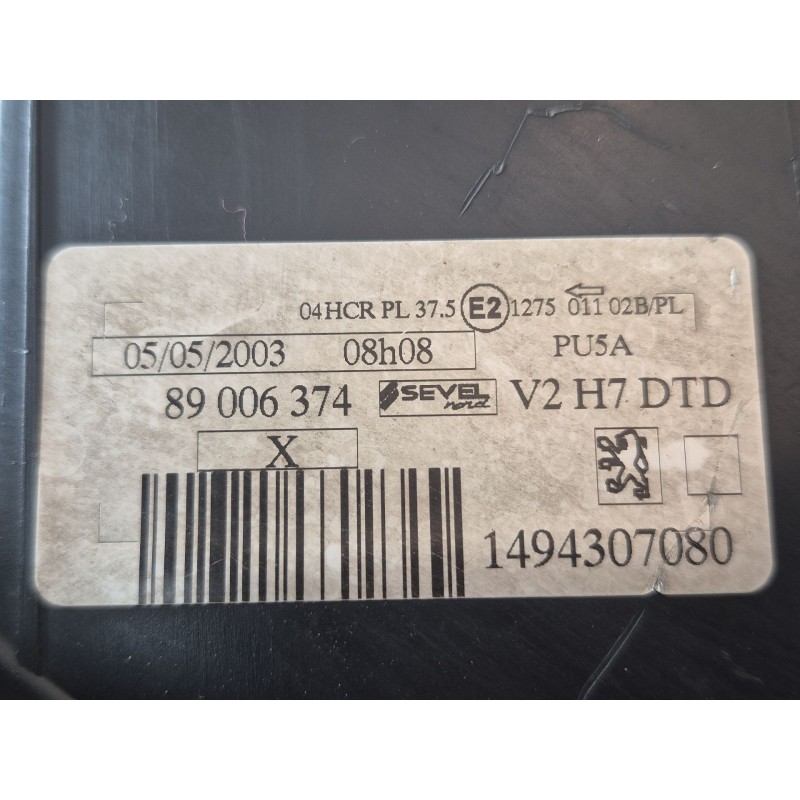 04HCR PL 37.5 E2 1275 011 02B/PL
05/05/2003 08h08 PU5A
89 006 374 SEVEL nord V2 H7 DTD
X
1494307080